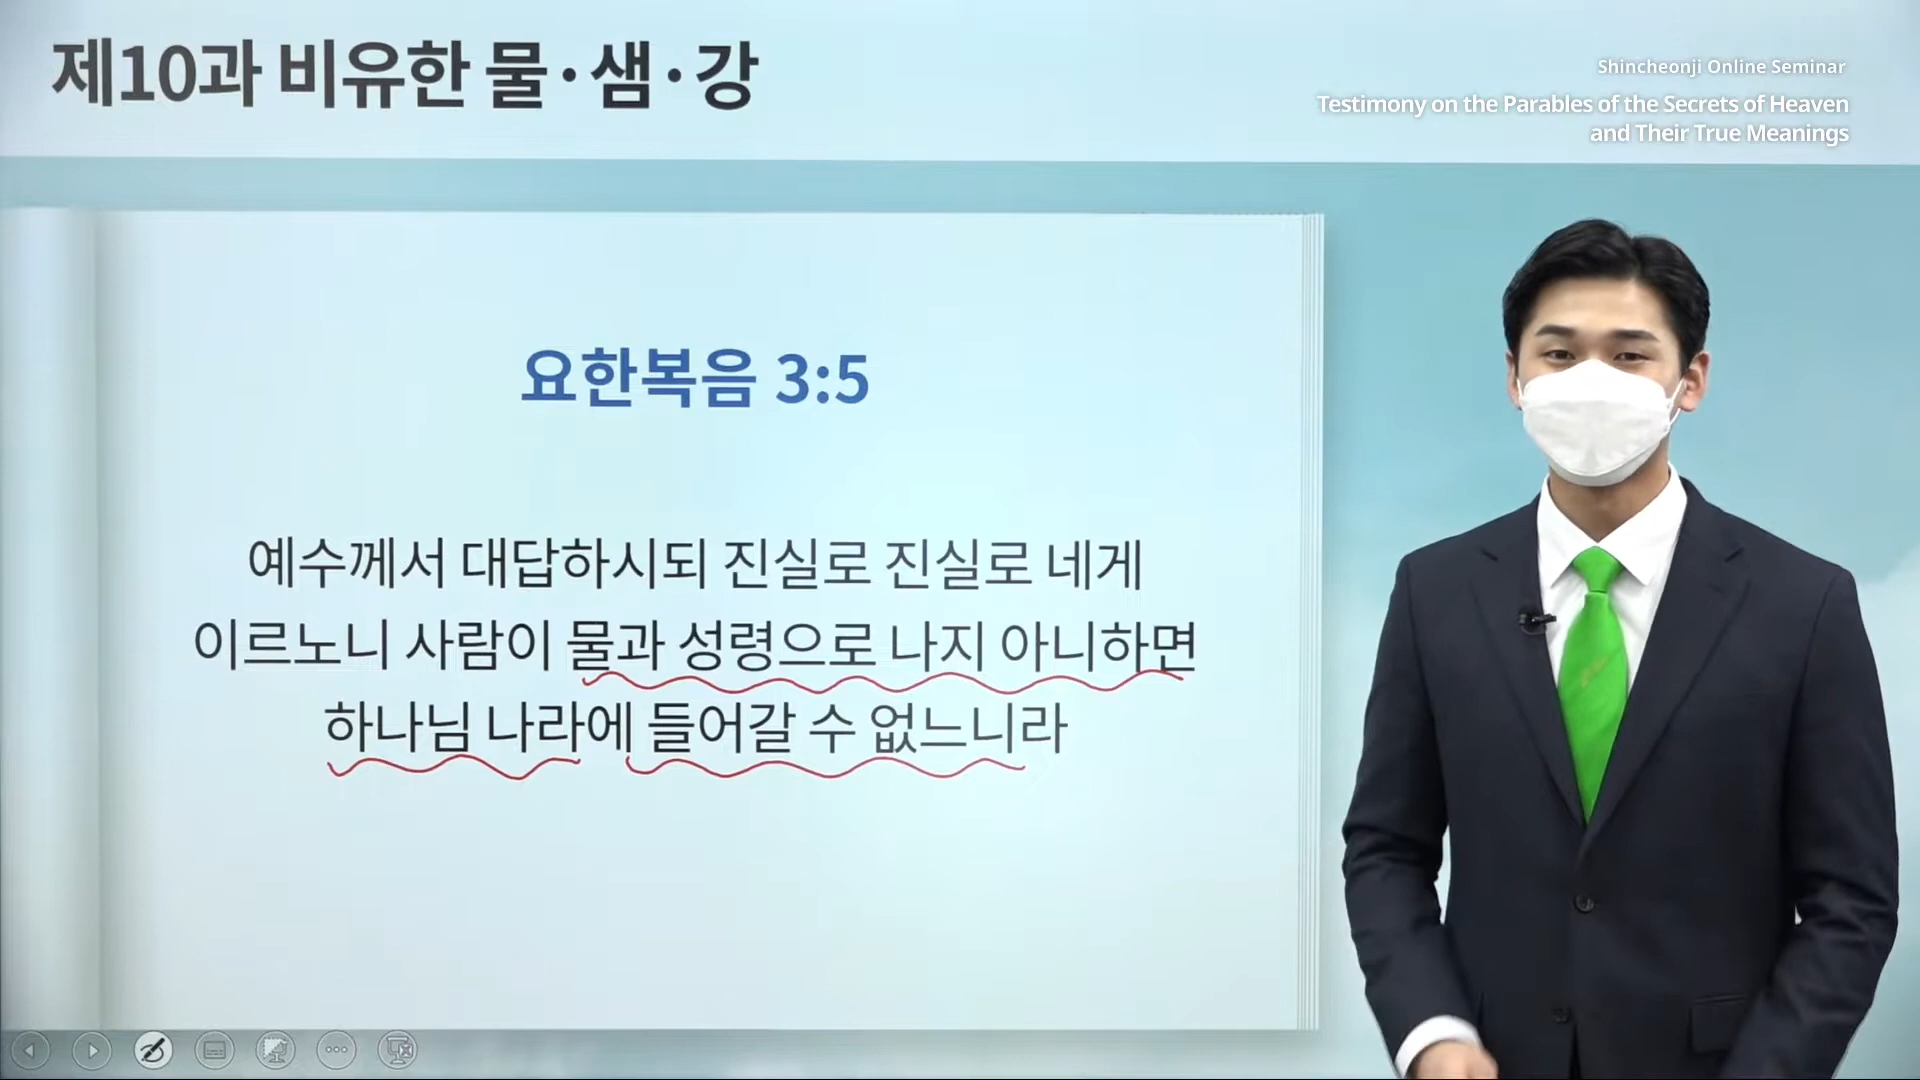 제10과 비유한 물·샘·강
Shincheonji Online Seminar
Testimony on the Parables of the Secrets of Heaven
and Their True Meanings
요한복음 3:5
예수께서 대답하시되 진실로 진실로 네게
이르노니 사람이 물과 성령으로 나지 아니하면
하나님 나라에 들어갈 수 없느니라